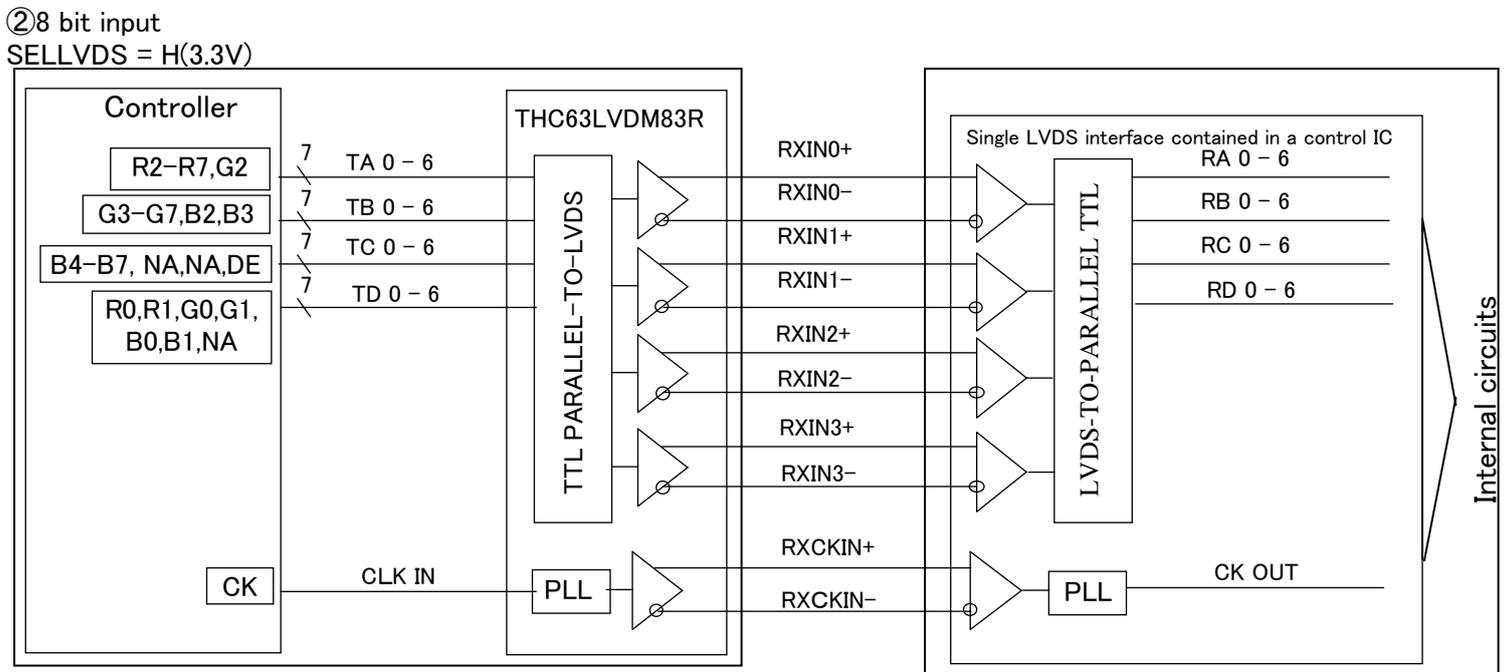 ②8 bit input
SELLVDS = H(3.3V)
Controller
R2-R7,G2
G3-G7,B2,B3
B4-B7, NA,NA,DE
R0,R1,G0,G1,
B0,B1,NA
CK
7
TA 0 - 6
7
TB 0 - 6
7
TC 0 - 6
7
TD 0 - 6
CLK IN
THC63LVDM83R
TTL PARALLEL-TO-LVDS
PLL
RXIN0+
RXIN0-
RXIN1+
RXIN1-
RXIN2+
RXIN2-
RXIN3+
RXIN3-
RXCKIN+
RXCKIN-
Single LVDS interface contained in a control IC
LVDS-TO-PARALLEL TTL
PLL
RA 0 - 6
RB 0 - 6
RC 0 - 6
RD 0 - 6
CK OUT
Internal circuits